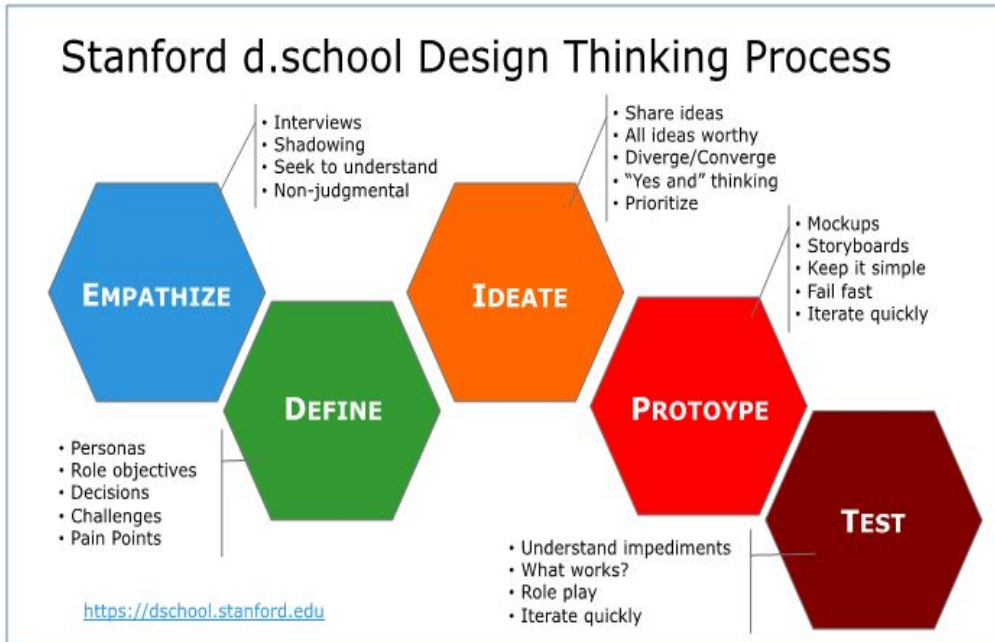 Stanford d.school Design Thinking Process
• Interviews
• Shadowing
• Seek to understand
• Non-judgmental
EMPATHIZE
• Personas
• Role objectives
• Decisions
• Challenges
• Pain Points
DEFINE
• Share ideas
• All ideas worthy
• Diverge/Converge
• "Yes and” thinking
• Prioritize
IDEATE
• Mockups
• Storyboards
• Keep it simple
• Fail fast
• Iterate quickly
PROTOYPE
• Understand impediments
• What works?
• Role play
• Iterate quickly
TEST
https://dschool.stanford.edu